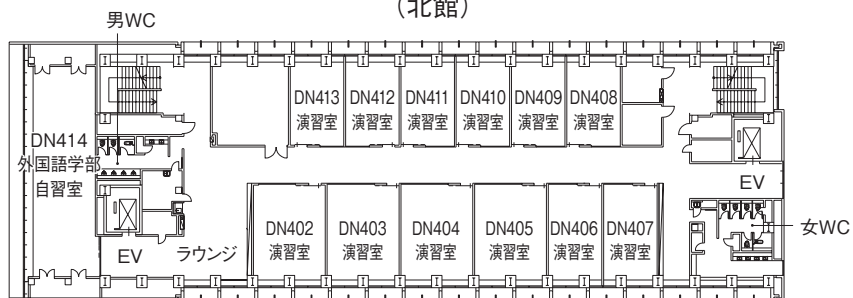 （北館）
男WC
DN413
演習室
DN412
演習室
DN411
演習室
DN410
演習室
DN409
演習室
DN408
演習室
DN414
外国語学部
自習室
EV
DN402
演習室
DN403
演習室
DN404
演習室
DN405
演習室
DN406
演習室
DN407
演習室
女WC
EV
ラウンジ